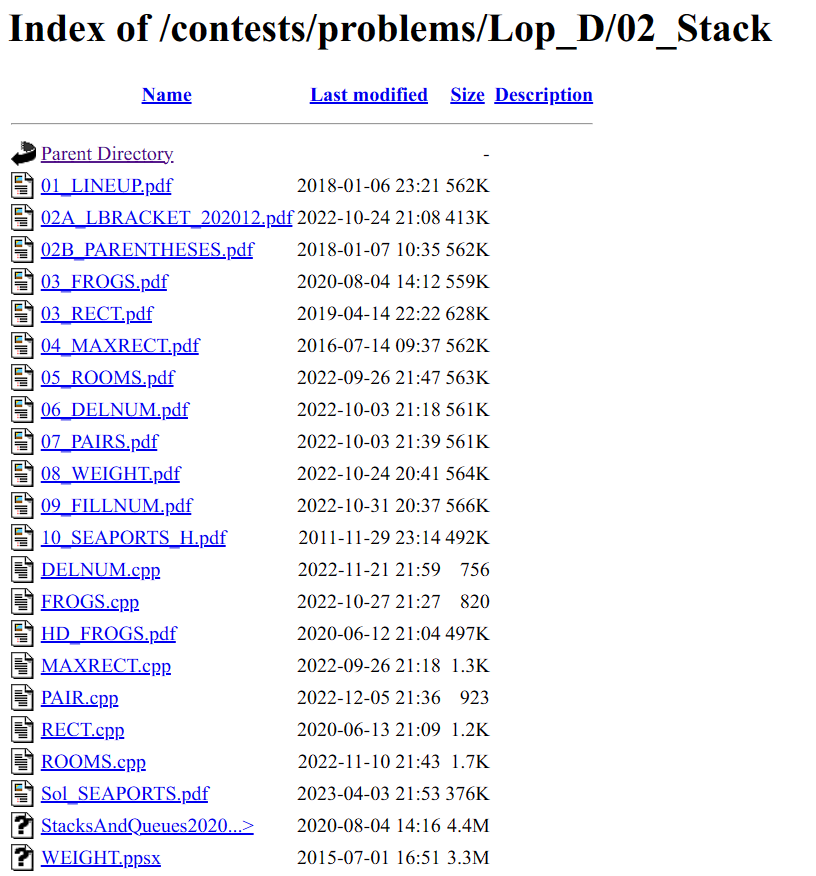 Index of /contests/problems/Lop_D/02_Stack
Name Last modified Size Description
Parent Directory -
01_LINEUP.pdf 2018-01-06 23:21 562K
02A_LBRACKET_202012.pdf 2022-10-24 21:08 413K
02B_PARENTHESES.pdf 2018-01-07 10:35 562K
03_FROGS.pdf 2020-08-04 14:12 559K
03_RECT.pdf 2019-04-14 22:22 628K
04_MAXRECT.pdf 2016-07-14 09:37 562K
05_ROOMS.pdf 2022-09-26 21:47 563K
06_DELNUM.pdf 2022-10-03 21:18 561K
07_PAIRS.pdf 2022-10-03 21:39 561K
08_WEIGHT.pdf 2022-10-24 20:41 564K
09_FILLNUM.pdf 2022-10-31 20:37 566K
10_SEAPORTS_H.pdf 2011-11-29 23:14 492K
DELNUM.cpp 2022-11-21 21:59 756
FROGS.cpp 2022-10-27 21:27 820
HD_FROGS.pdf 2020-06-12 21:04 497K
MAXRECT.cpp 2022-09-26 21:18 1.3K
PAIR.cpp 2022-12-05 21:36 923
RECT.cpp 2020-06-13 21:09 1.2K
ROOMS.cpp 2022-11-10 21:43 1.7K
Sol_SEAPORTS.pdf 2023-04-03 21:53 376K
StacksAndQueues2020...> 2020-08-04 14:16 4.4M
WEIGHT.ppsx 2015-07-01 16:51 3.3M